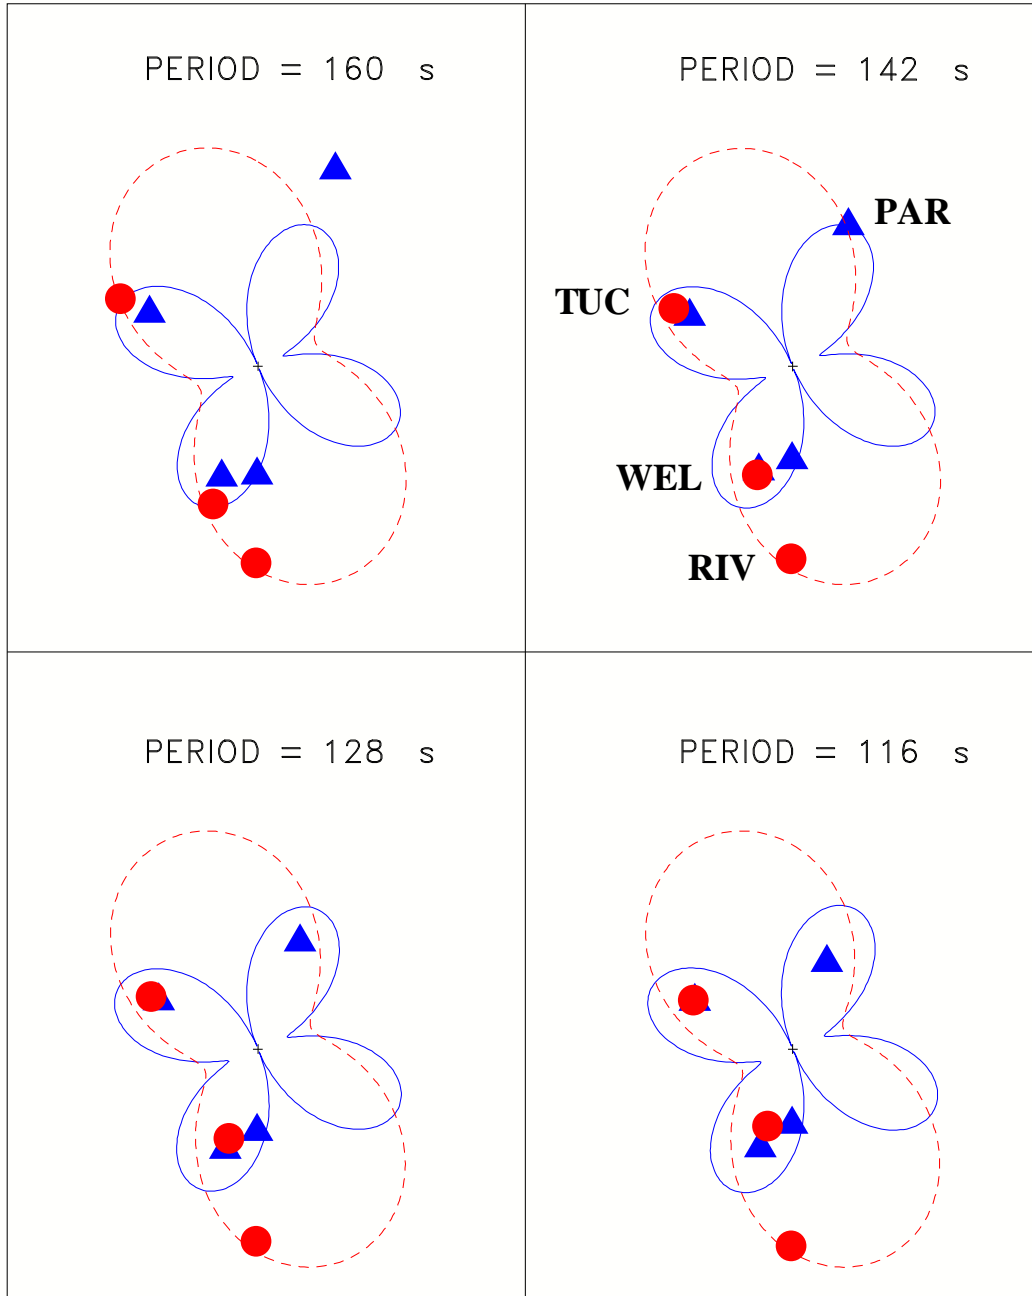 PERIOD = 160 s
PERIOD = 142 s
PAR
TUC
WEL
RIV
PERIOD = 128 s
PERIOD = 116 s